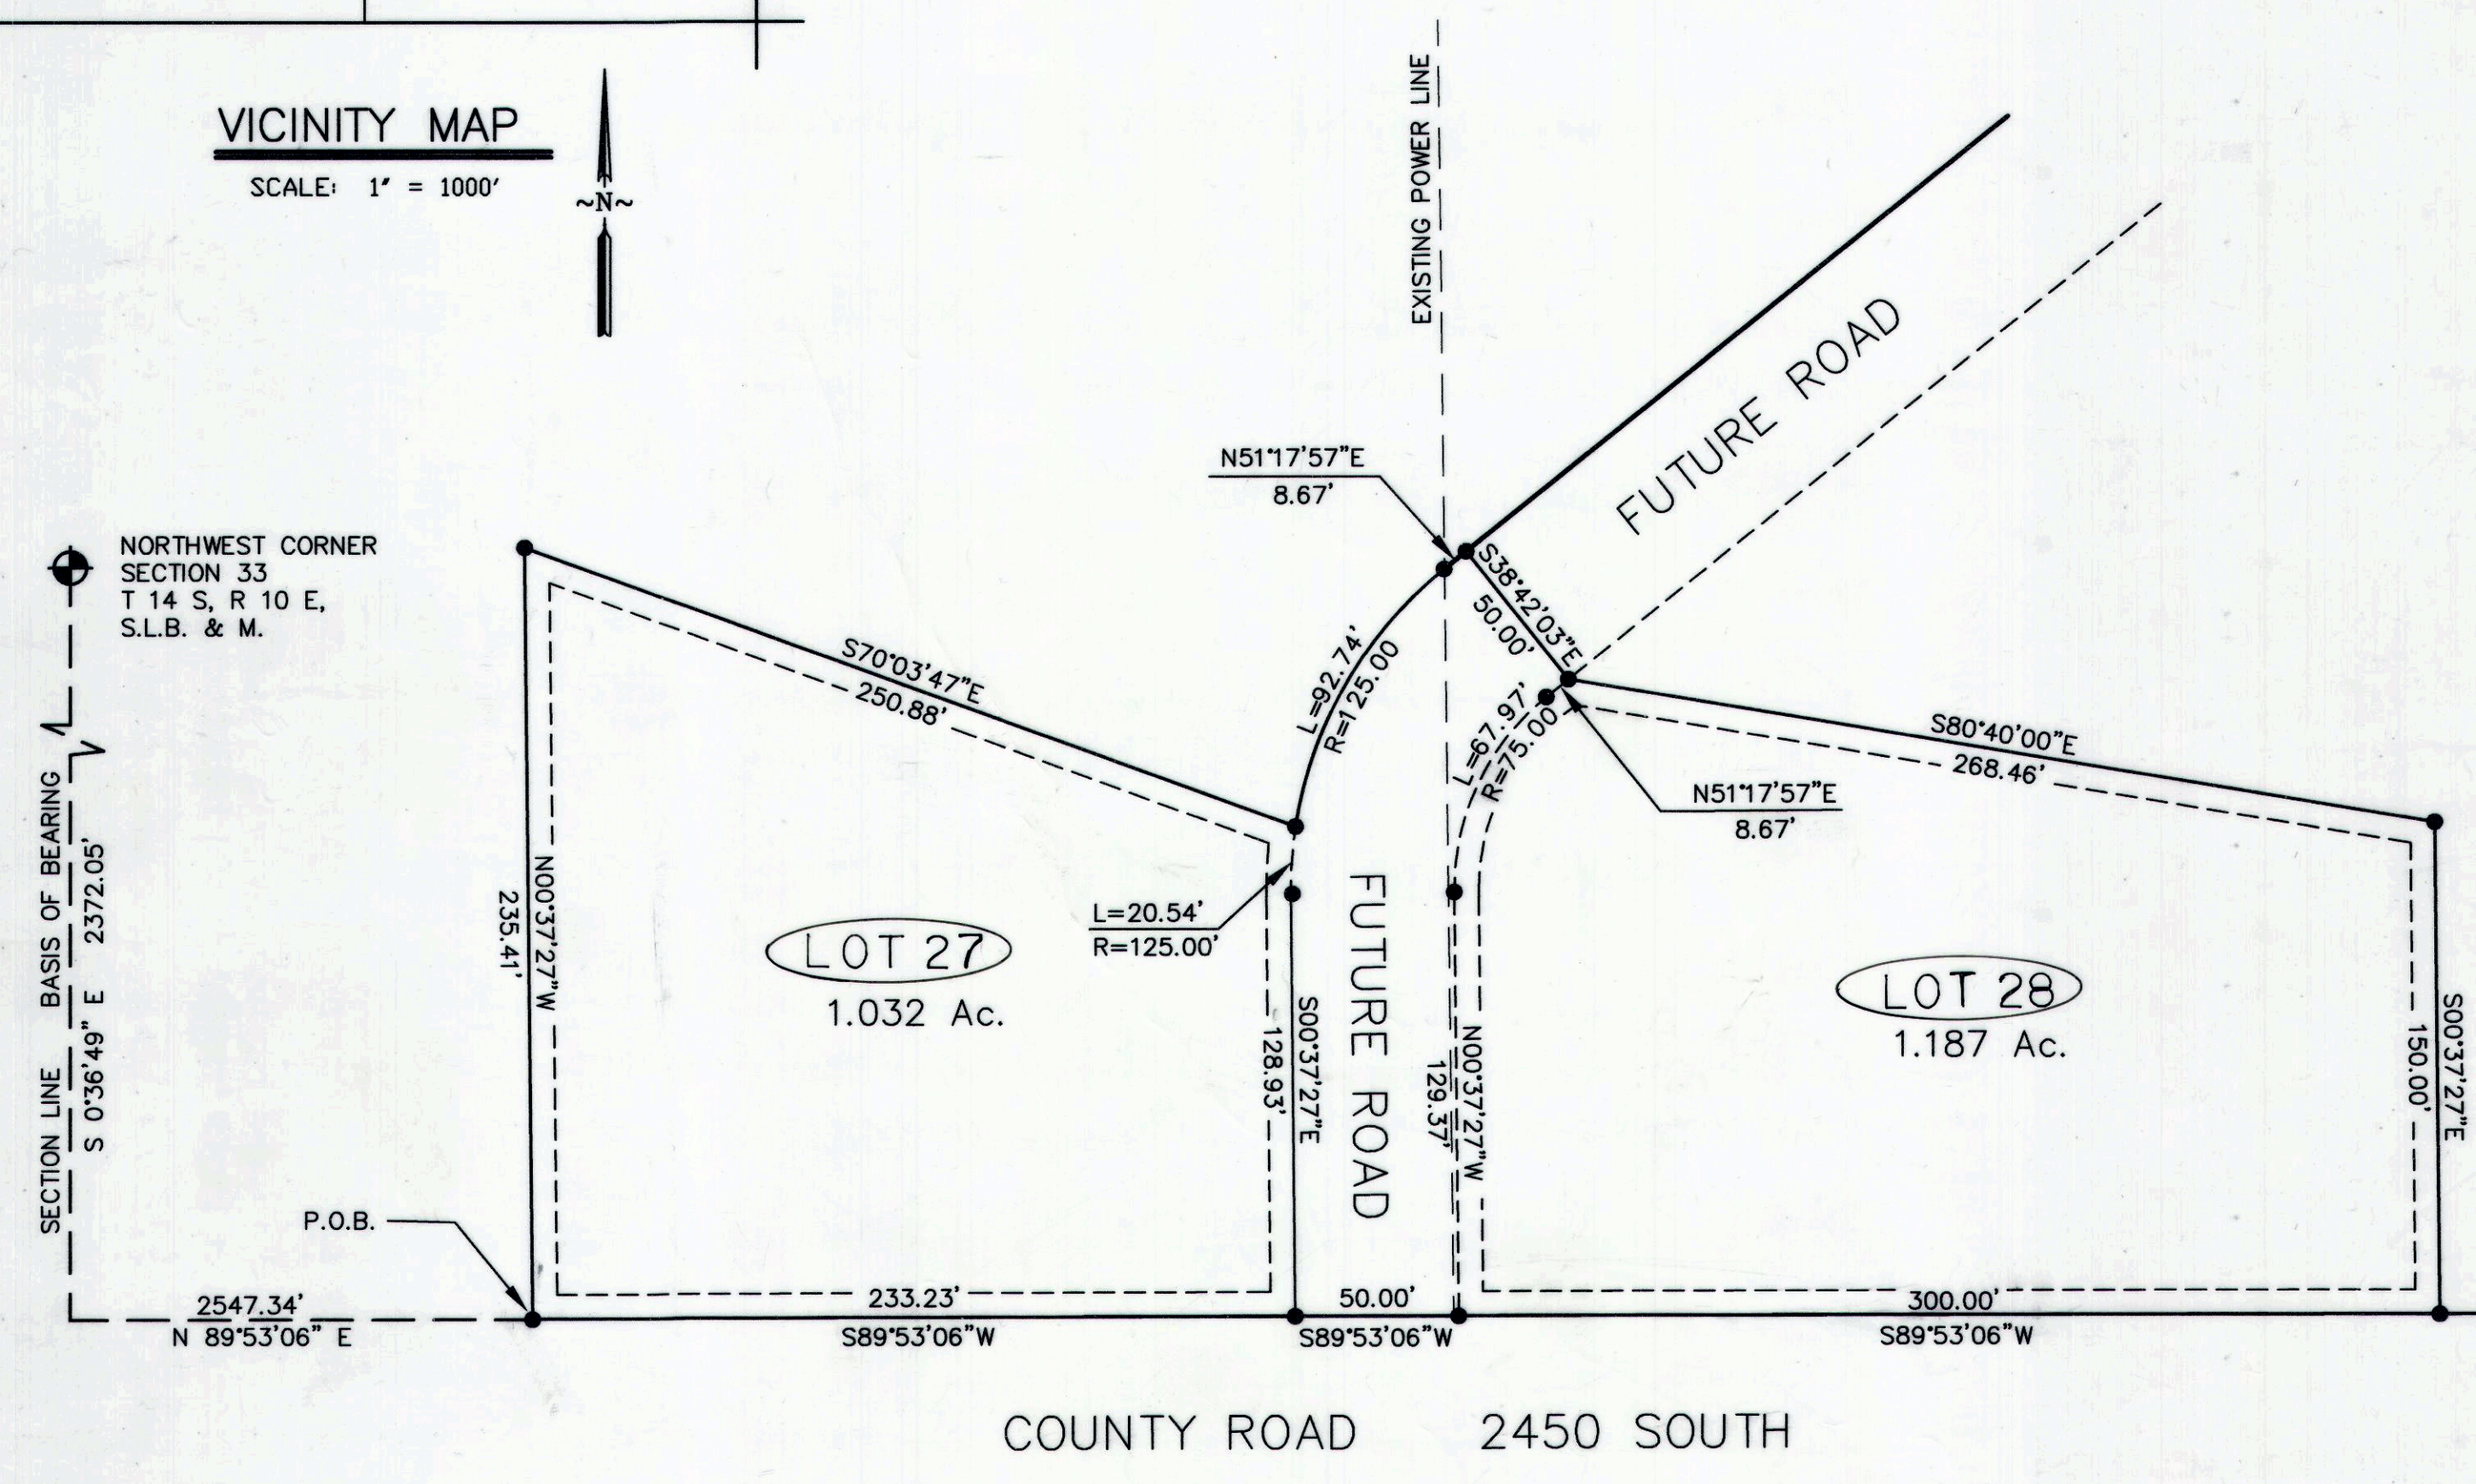 VICINITY MAP
SCALE: 1" = 1000'
~N~
EXISTING POWER LINE
FUTURE ROAD
N51°17'57"E
8.67'
NORTHWEST CORNER
SECTION 33
T 14 S, R 10 E,
S.L.B. & M.
S38°42'03"E
50.00'
S70°03'47"E
250.88'
L=92.74'
R=125.00
L=67.97'
R=75.00'
S80°40'00"E
268.46'
N51°17'57"E
8.67'
SECTION LINE BASIS OF BEARING
S 0°36'49" E 2372.05'
N00°37'27"W
235.41'
L=20.54'
R=125.00'
LOT 27
1.032 Ac.
128.93'
S00°37'27"E
FUTURE ROAD
129.37'
N00°37'27"W
LOT 28
1.187 Ac.
150.00'
S00°37'27"E
P.O.B.
2547.34'
N 89°53'06" E
233.23'
S89°53'06"W
50.00'
S89°53'06"W
300.00'
S89°53'06"W
COUNTY ROAD 2450 SOUTH